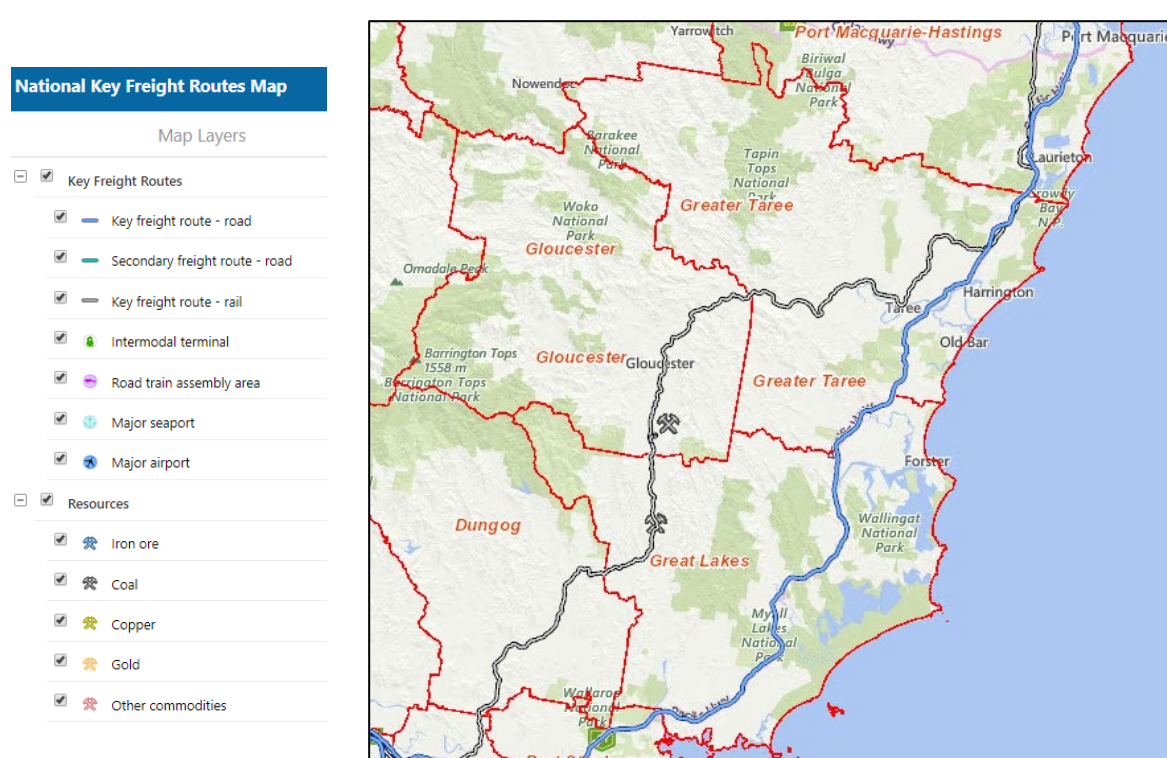 National Key Freight Routes Map
Map Layers
Key Freight Routes
Key freight route - road
Secondary freight route - road
Key freight route - rail
Intermodal terminal
Road train assembly area
Major seaport
Major airport
Resources
Iron ore
Coal
Copper
Gold
Other commodities
Yarrowitch
Port Macquarie-Hastings
Port Macquarie
Biriwal
Bulga
National
Park
Nowendoc
Barakee
National
Park
Tapin
Tops
National
Park
Laurieton
Crowdy
Bay
N.P.
Woko
National
Park
Greater Taree
Gloucester
Omadale Peak
Harrington
Taree
Old Bar
Barrington Tops
1558 m
Barrington Tops
National Park
Gloucester
Gloucester
Greater Taree
Forster
Wallingat
National
Park
Dungog
Great Lakes
Myall
Lakes
National
Park
Wallaroo
National
Park